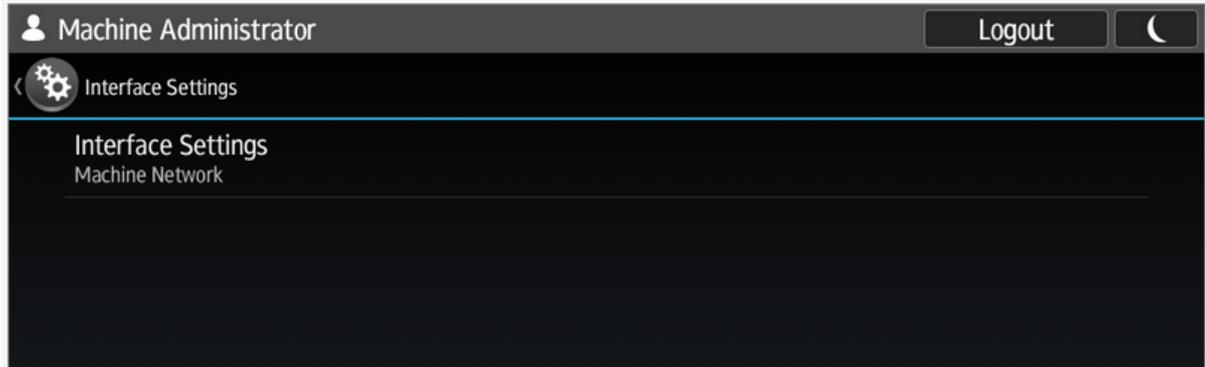 Machine Administrator
Logout
Interface Settings
Interface Settings
Machine Network